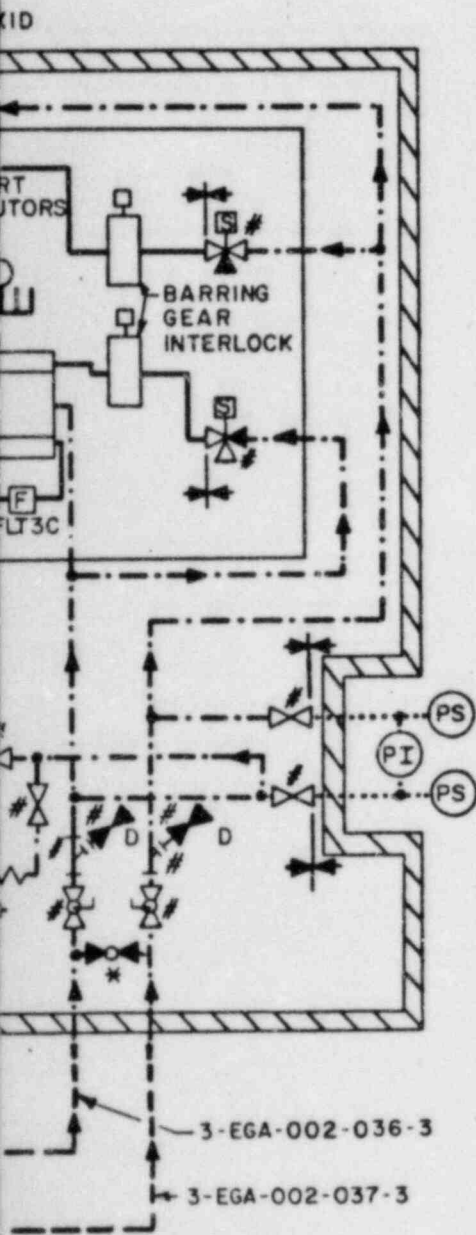 KID
RT
UTORS
S
#
BARRING
GEAR
INTERLOCK
S
#
F
FLT3C
#
PS
PI
#
PS
#
#
D
#
#
D
#
#
#
*
3-EGA-002-036-3
3-EGA-002-037-3